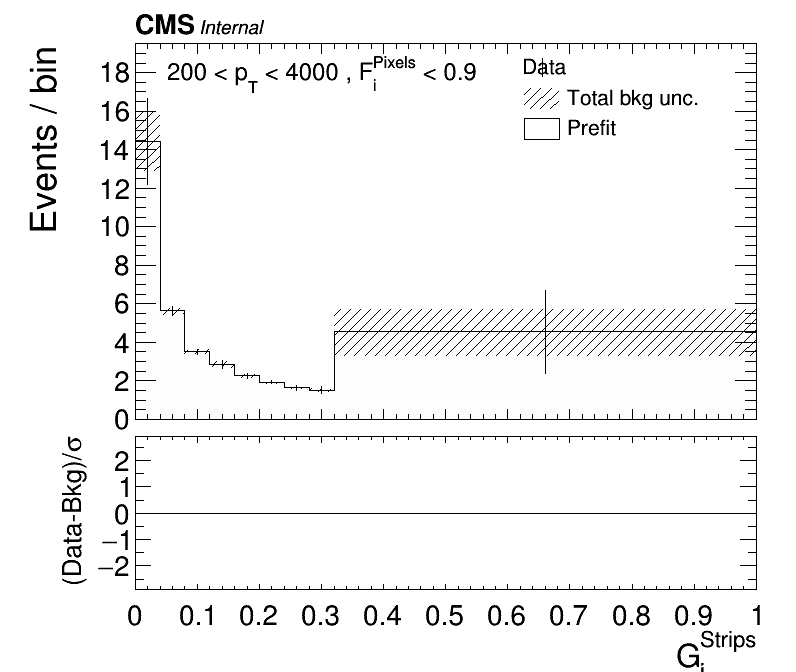 CMS Internal
Events / bin
200 < p_T < 4000 , F_i^Pixels < 0.9
Data
Total bkg unc.
Prefit
18
16
14
12
10
8
6
4
2
0
(Data-Bkg)/σ
2
1
0
−1
−2
0 0.1 0.2 0.3 0.4 0.5 0.6 0.7 0.8 0.9 1
G_i^Strips